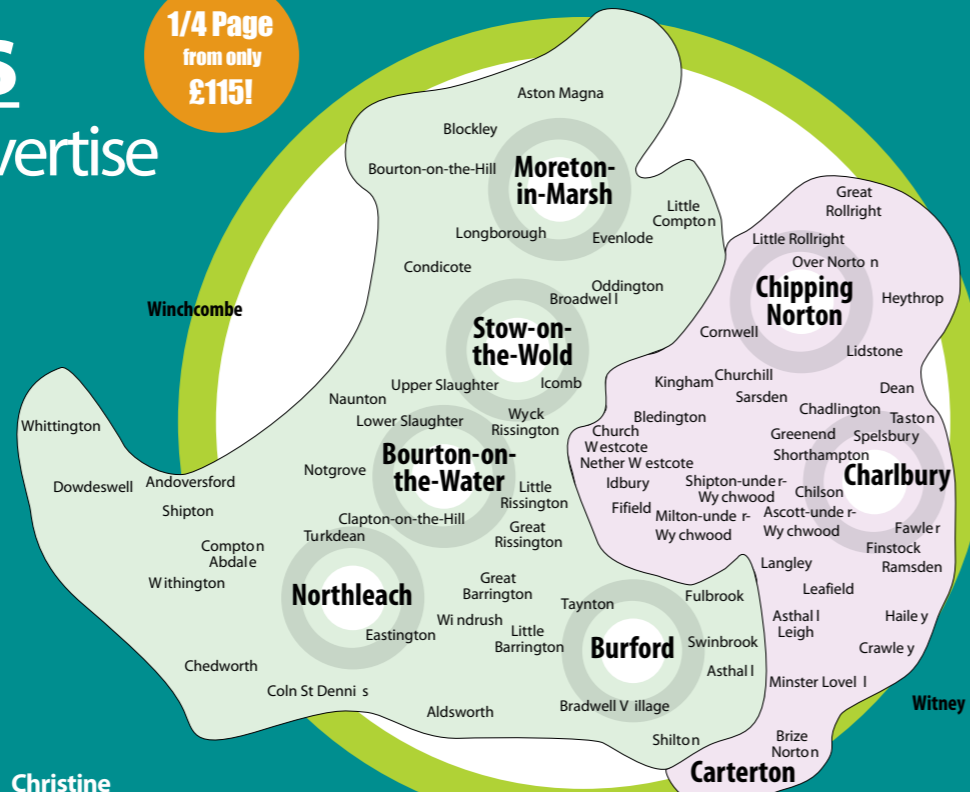 s
vertise
1/4 Page
from only
£115!
Aston Magna
Blockley
Bourton-on-the-Hill
Moreton-
in-Marsh
Little
Compton
Longborough
Evenlode
Condicote
Oddington
Broadwell
Winchcombe
Stow-on-
the-Wold
Great
Rollright
Little Rollright
Over Norton
Chipping
Norton
Heythrop
Cornwell
Lidstone
Upper Slaughter
Icomb
Naunton
Lower Slaughter
Wyck
Rissington
Kingham
Churchill
Sarsden
Dean
Chadlington
Taston
Bledington
Church
Westcote
Nether Westcote
Greenend
Spelsbury
Shorthampton
Charlbury
Whittington
Dowdeswell
Andoversford
Shipton
Notgrove
Bourton-on-
the-Water
Little
Rissington
Idbury
Fifield
Shipton-under-
Wychwood
Chilson
Milton-under-
Wychwood
Ascott-under-
Wychwood
Fawler
Finstock
Ramsden
Clapton-on-the-Hill
Turkdean
Great
Rissington
Compton
Abdale
Withington
Northleach
Great
Barrington
Windrush
Eastington
Little
Barrington
Taynton
Burford
Fulbrook
Swinbrook
Asthall
Langley
Leafield
Asthall
Leigh
Hailey
Crawley
Minster Lovell
Witney
Chedworth
Coln St Dennis
Aldsworth
Bradwell Village
Shilton
Brize
Norton
Carterton
Christine